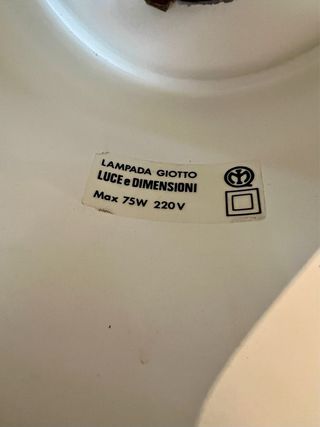 LAMPADA GIOTTO
LUCE e DIMENSIONI
Max 75W 220V